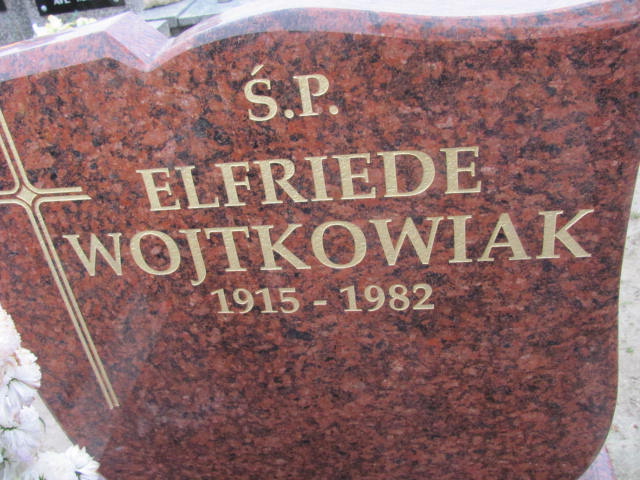 Ś.P.
ELFRIEDE
WOJTKOWIAK
1915 - 1982